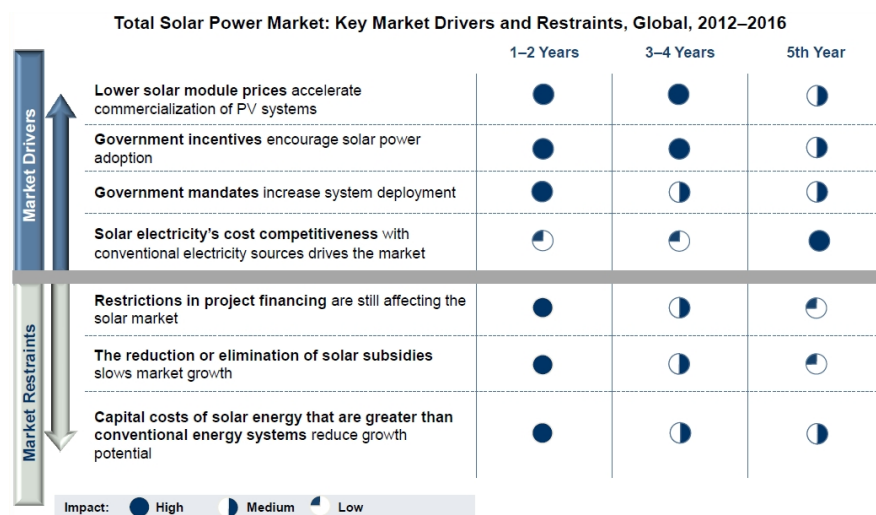 Total Solar Power Market: Key Market Drivers and Restraints, Global, 2012–2016
1–2 Years
3–4 Years
5th Year
Market Drivers
Lower solar module prices accelerate
commercialization of PV systems
Government incentives encourage solar power
adoption
Government mandates increase system deployment
Solar electricity's cost competitiveness with
conventional electricity sources drives the market
Market Restraints
Restrictions in project financing are still affecting the
solar market
The reduction or elimination of solar subsidies
slows market growth
Capital costs of solar energy that are greater than
conventional energy systems reduce growth
potential
Impact: High Medium Low